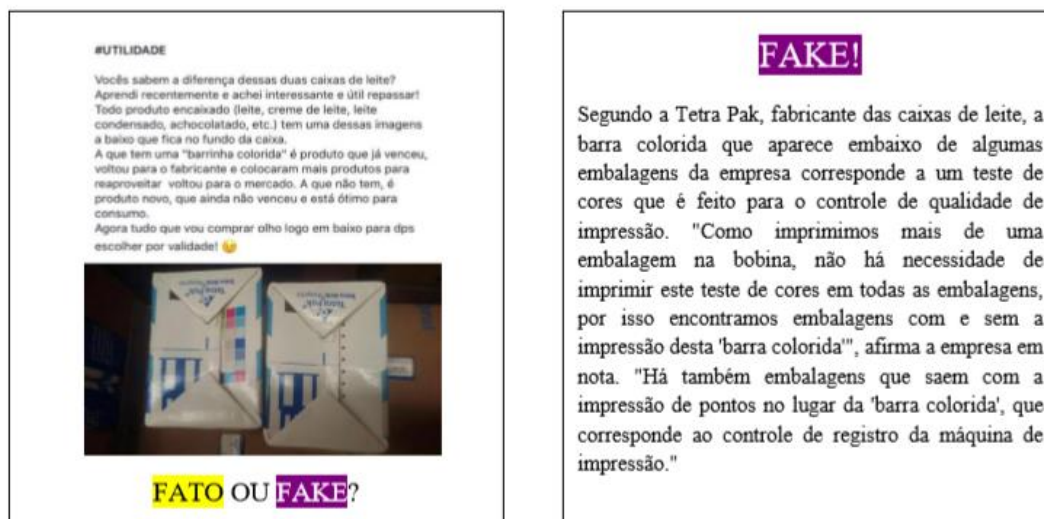 #UTILIDADE
Vocês sabem a diferença dessas duas caixas de leite?
Aprendi recentemente e achei interessante e útil repassar!
Todo produto encaixado (leite, creme de leite, leite
condensado, achocolatado, etc.) tem uma dessas imagens
a baixo que fica no fundo da caixa.
A que tem uma "barrinha colorida" é produto que já venceu,
voltou para o fabricante e colocaram mais produtos para
reaproveitar voltou para o mercado. A que não tem, é
produto novo, que ainda não venceu e está ótimo para
consumo.
Agora tudo que vou comprar olho logo em baixo para dps
escolher por validade! 😉
Tetra Pak
Tetra Pak
FATO OU FAKE?
FAKE!
Segundo a Tetra Pak, fabricante das caixas de leite, a
barra colorida que aparece embaixo de algumas
embalagens da empresa corresponde a um teste de
cores que é feito para o controle de qualidade de
impressão. "Como imprimimos mais de uma
embalagem na bobina, não há necessidade de
imprimir este teste de cores em todas as embalagens,
por isso encontramos embalagens com e sem a
impressão desta 'barra colorida'", afirma a empresa em
nota. "Há também embalagens que saem com a
impressão de pontos no lugar da 'barra colorida', que
corresponde ao controle de registro da máquina de
impressão."